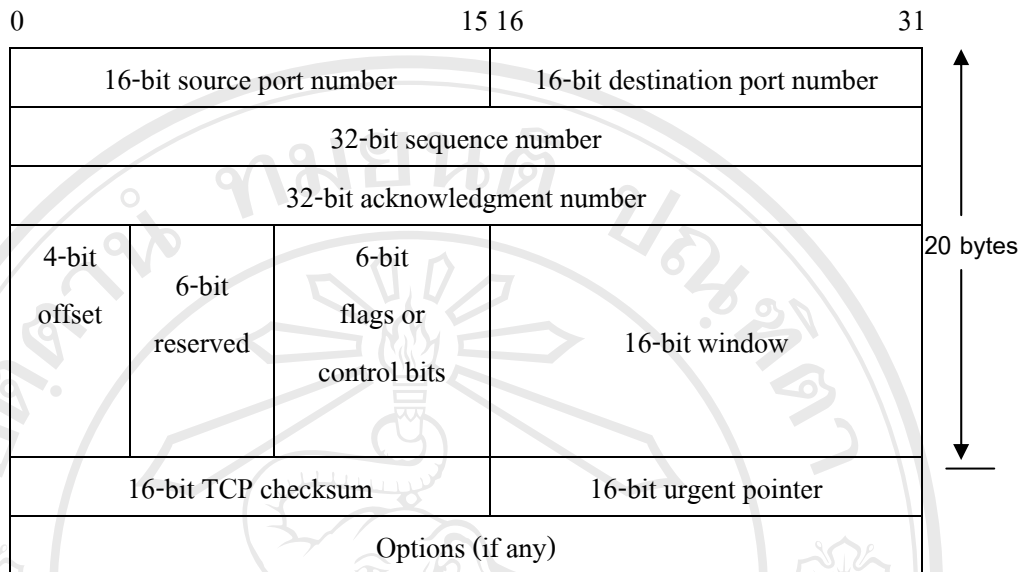 0 15 16 31
16-bit source port number 16-bit destination port number
32-bit sequence number
32-bit acknowledgment number
4-bit offset
6-bit reserved
6-bit flags or control bits
16-bit window
20 bytes
16-bit TCP checksum 16-bit urgent pointer
Options (if any)